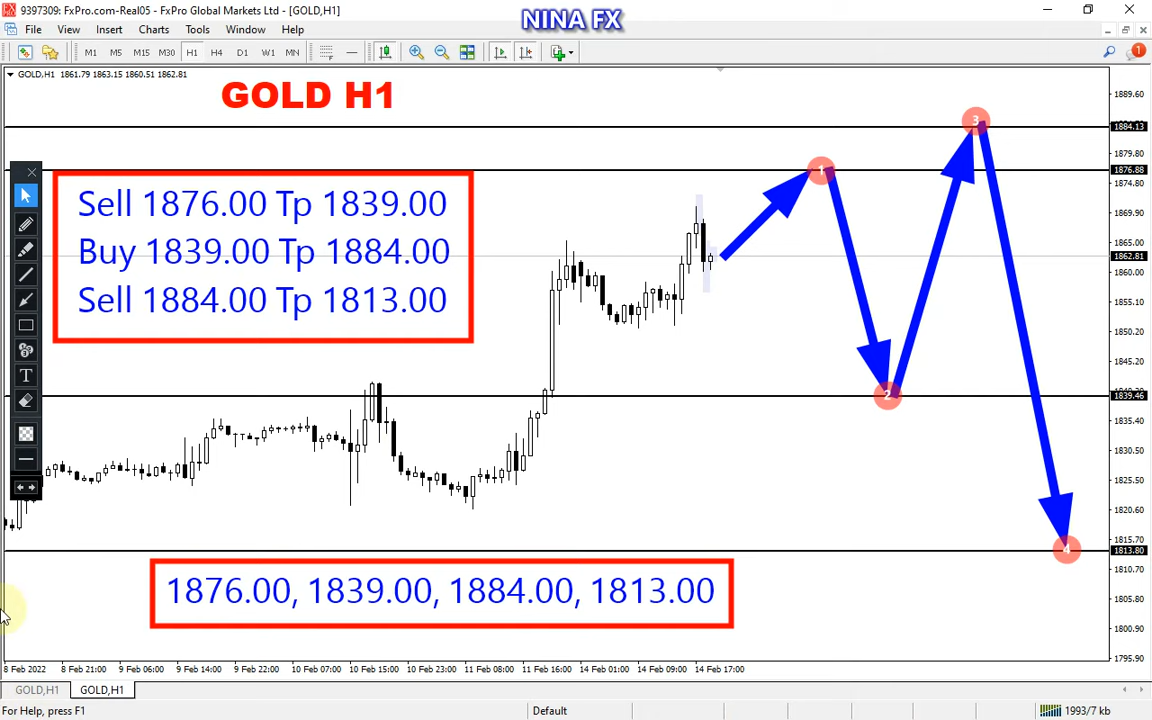 9397309: FxPro.com-Real05 - FxPro Global Markets Ltd - [GOLD,H1]
NINA FX
File View Insert Charts Tools Window Help
M1 M5 M15 M30 H1 H4 D1 W1 MN
1
GOLD,H1 1861.79 1863.15 1860.51 1862.81
GOLD H1
1889.60
1884.13
1879.80
1876.88
1874.80
1869.90
1865.00
1862.81
1860.00
1855.10
1850.20
1845.20
1839.46
1835.40
1830.50
1825.50
1820.60
1815.70
1813.80
1810.70
1805.80
1800.90
1795.90
Sell 1876.00 Tp 1839.00
Buy 1839.00 Tp 1884.00
Sell 1884.00 Tp 1813.00
T
1
2
3
4
1876.00, 1839.00, 1884.00, 1813.00
8 Feb 2022 8 Feb 21:00 9 Feb 06:00 9 Feb 14:00 9 Feb 22:00 10 Feb 07:00 10 Feb 15:00 10 Feb 23:00 11 Feb 08:00 11 Feb 16:00 14 Feb 01:00 14 Feb 09:00 14 Feb 17:00
GOLD,H1 GOLD,H1
For Help, press F1 Default 1993/7 kb